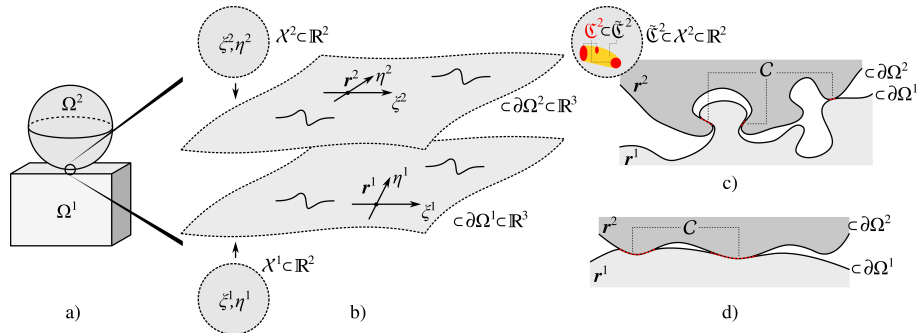 Ω²
Ω¹
a)
ξ²,η²
𝒳²⊂ℝ²
r² η²
ξ²
⊂∂Ω²⊂ℝ³
r¹ η¹
ξ¹
⊂∂Ω¹⊂ℝ³
𝒳¹⊂ℝ²
ξ¹,η¹
b)
ℭ²⊂ℭ̃²
ℭ̃²⊂𝒳²⊂ℝ²
r²
𝒞
⊂∂Ω²
⊂∂Ω¹
r¹
c)
r²
𝒞
⊂∂Ω²
r¹
⊂∂Ω¹
d)